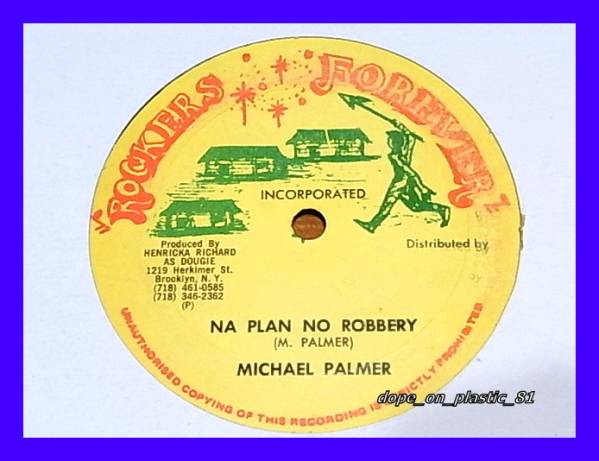 "ROCKERS FOREVER"
INCORPORATED
Produced By
HENRICKA RICHARD
AS DOUGIE
1219 Herkimer St.
Brooklyn, N. Y.
(718) 461-0585
(718) 346-2362
(P)
Distributed by
NA PLAN NO ROBBERY
(M. PALMER)
MICHAEL PALMER
UNAUTHORISED COPYING OF THIS RECORDING IS STRICTLY PROHIBITED
dope_on_plastic_81